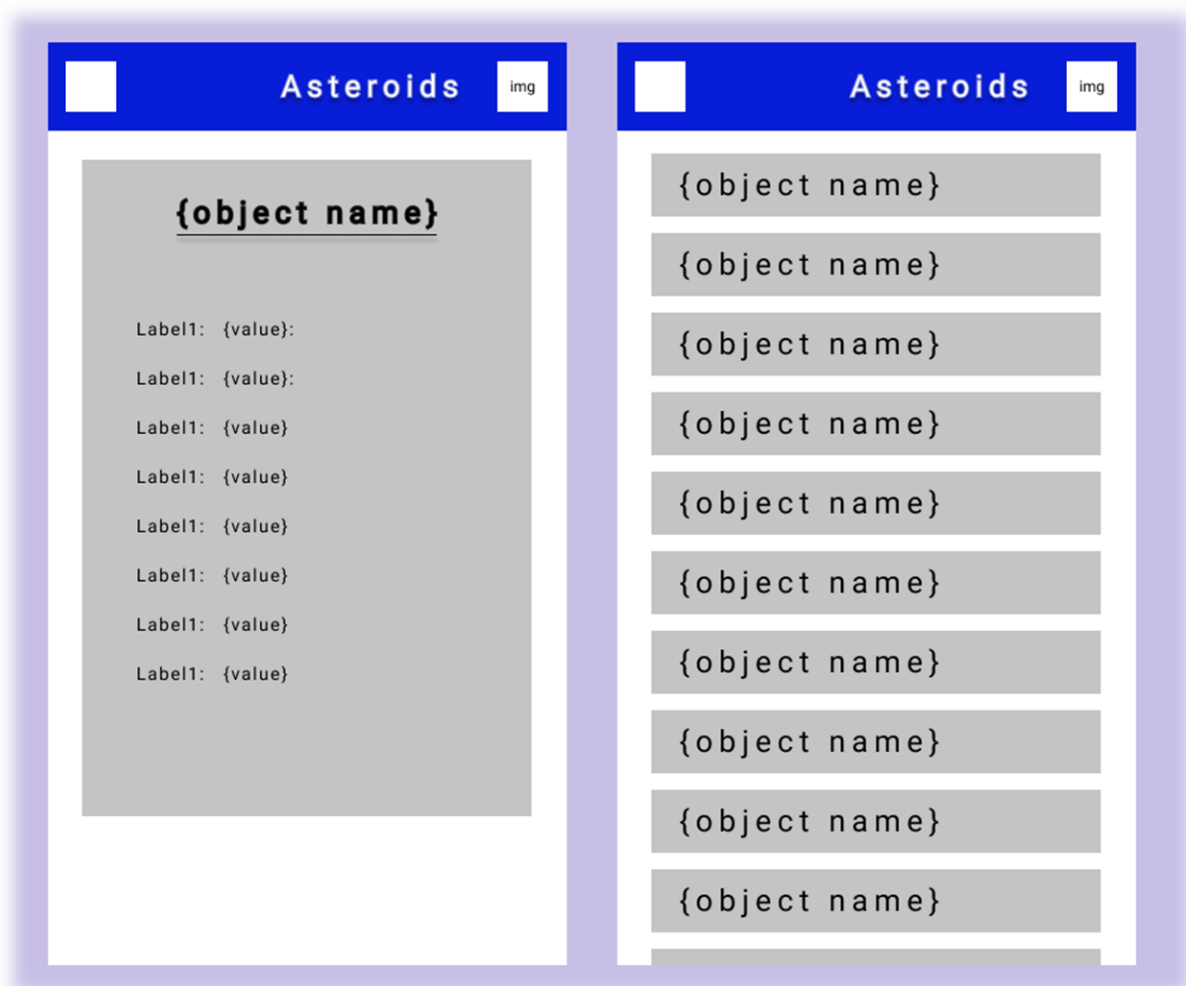 Asteroids
img
{object name}
Label1: {value}:
Label1: {value}:
Label1: {value}
Label1: {value}
Label1: {value}
Label1: {value}
Label1: {value}
Label1: {value}
Asteroids
img
{object name}
{object name}
{object name}
{object name}
{object name}
{object name}
{object name}
{object name}
{object name}
{object name}